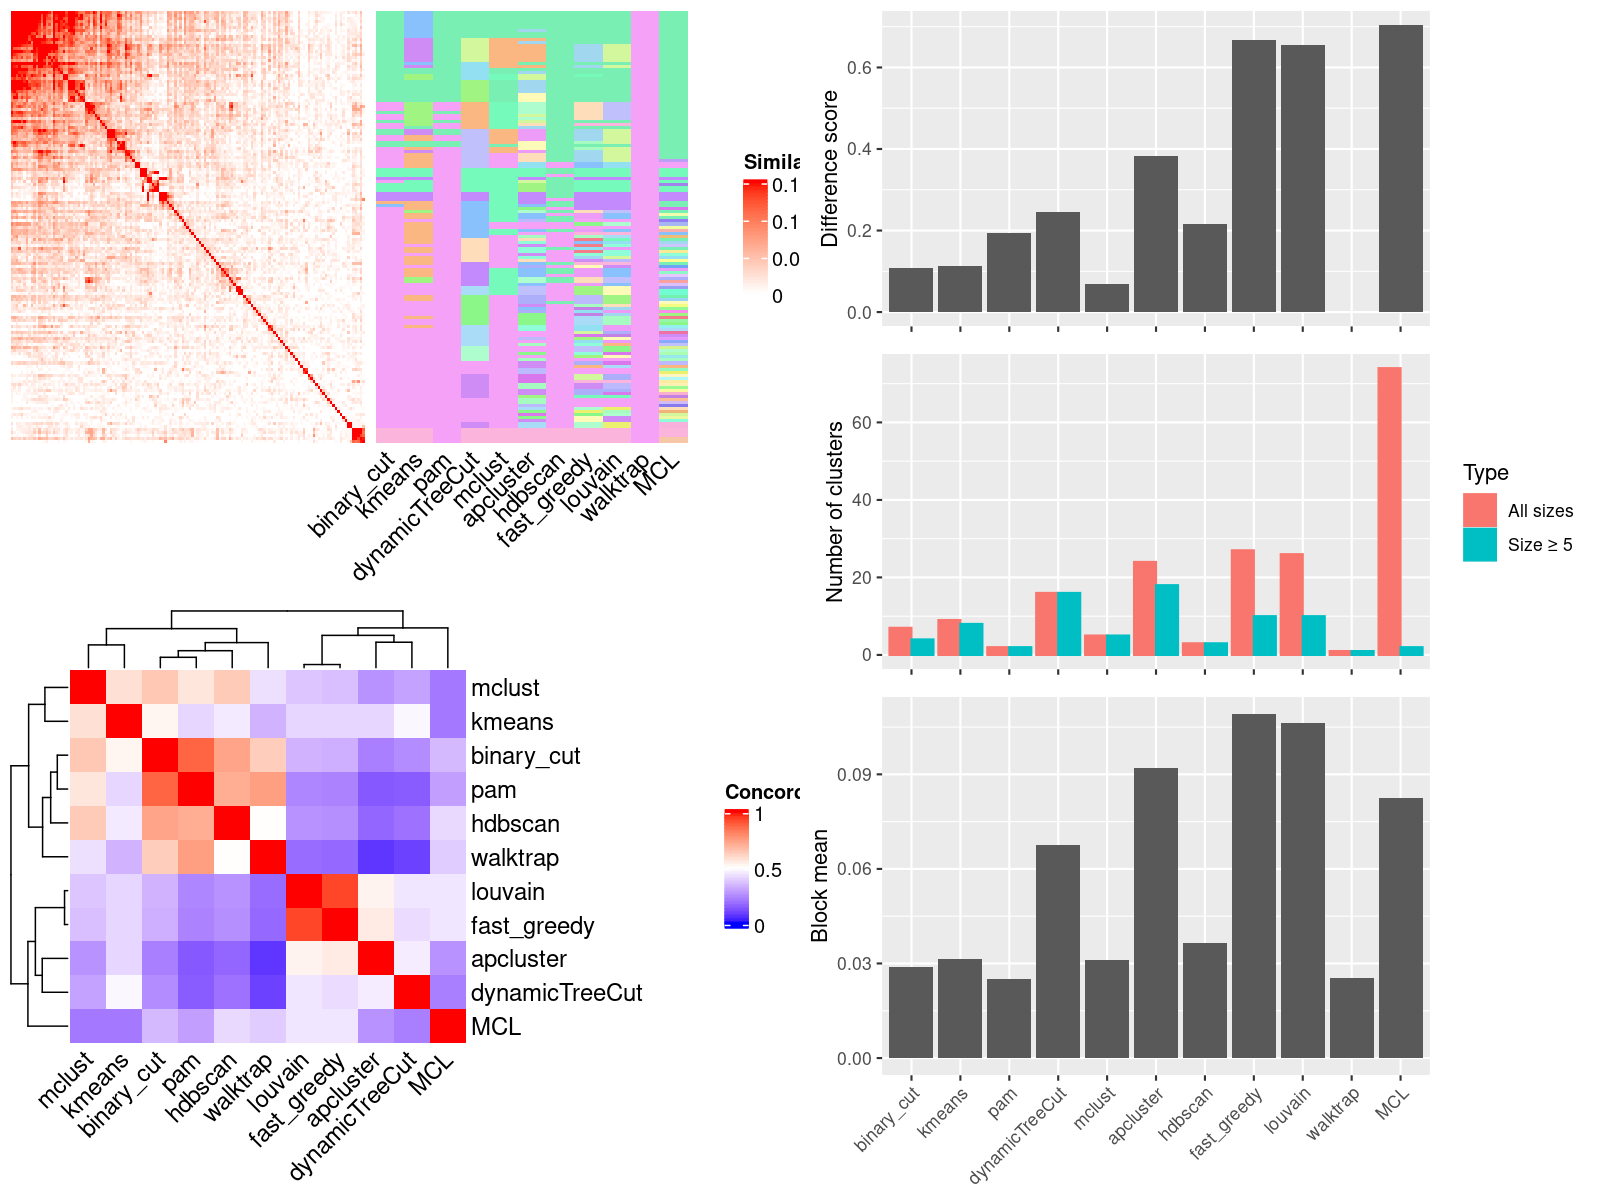 Simila
0.1
0.1
0.0
0
binary_cut
kmeans
pam
dynamicTreeCut
mclust
apcluster
hdbscan
fast_greedy
louvain
walktrap
MCL
mclust
kmeans
binary_cut
pam
hdbscan
walktrap
louvain
fast_greedy
apcluster
dynamicTreeCut
MCL
mclust
kmeans
binary_cut
pam
hdbscan
walktrap
louvain
fast_greedy
apcluster
dynamicTreeCut
MCL
Concord
1
0.5
0
Difference score
0.6
0.4
0.2
0.0
Number of clusters
60
40
20
0
Type
All sizes
Size ≥ 5
Block mean
0.09
0.06
0.03
0.00
binary_cut
kmeans
pam
dynamicTreeCut
mclust
apcluster
hdbscan
fast_greedy
louvain
walktrap
MCL